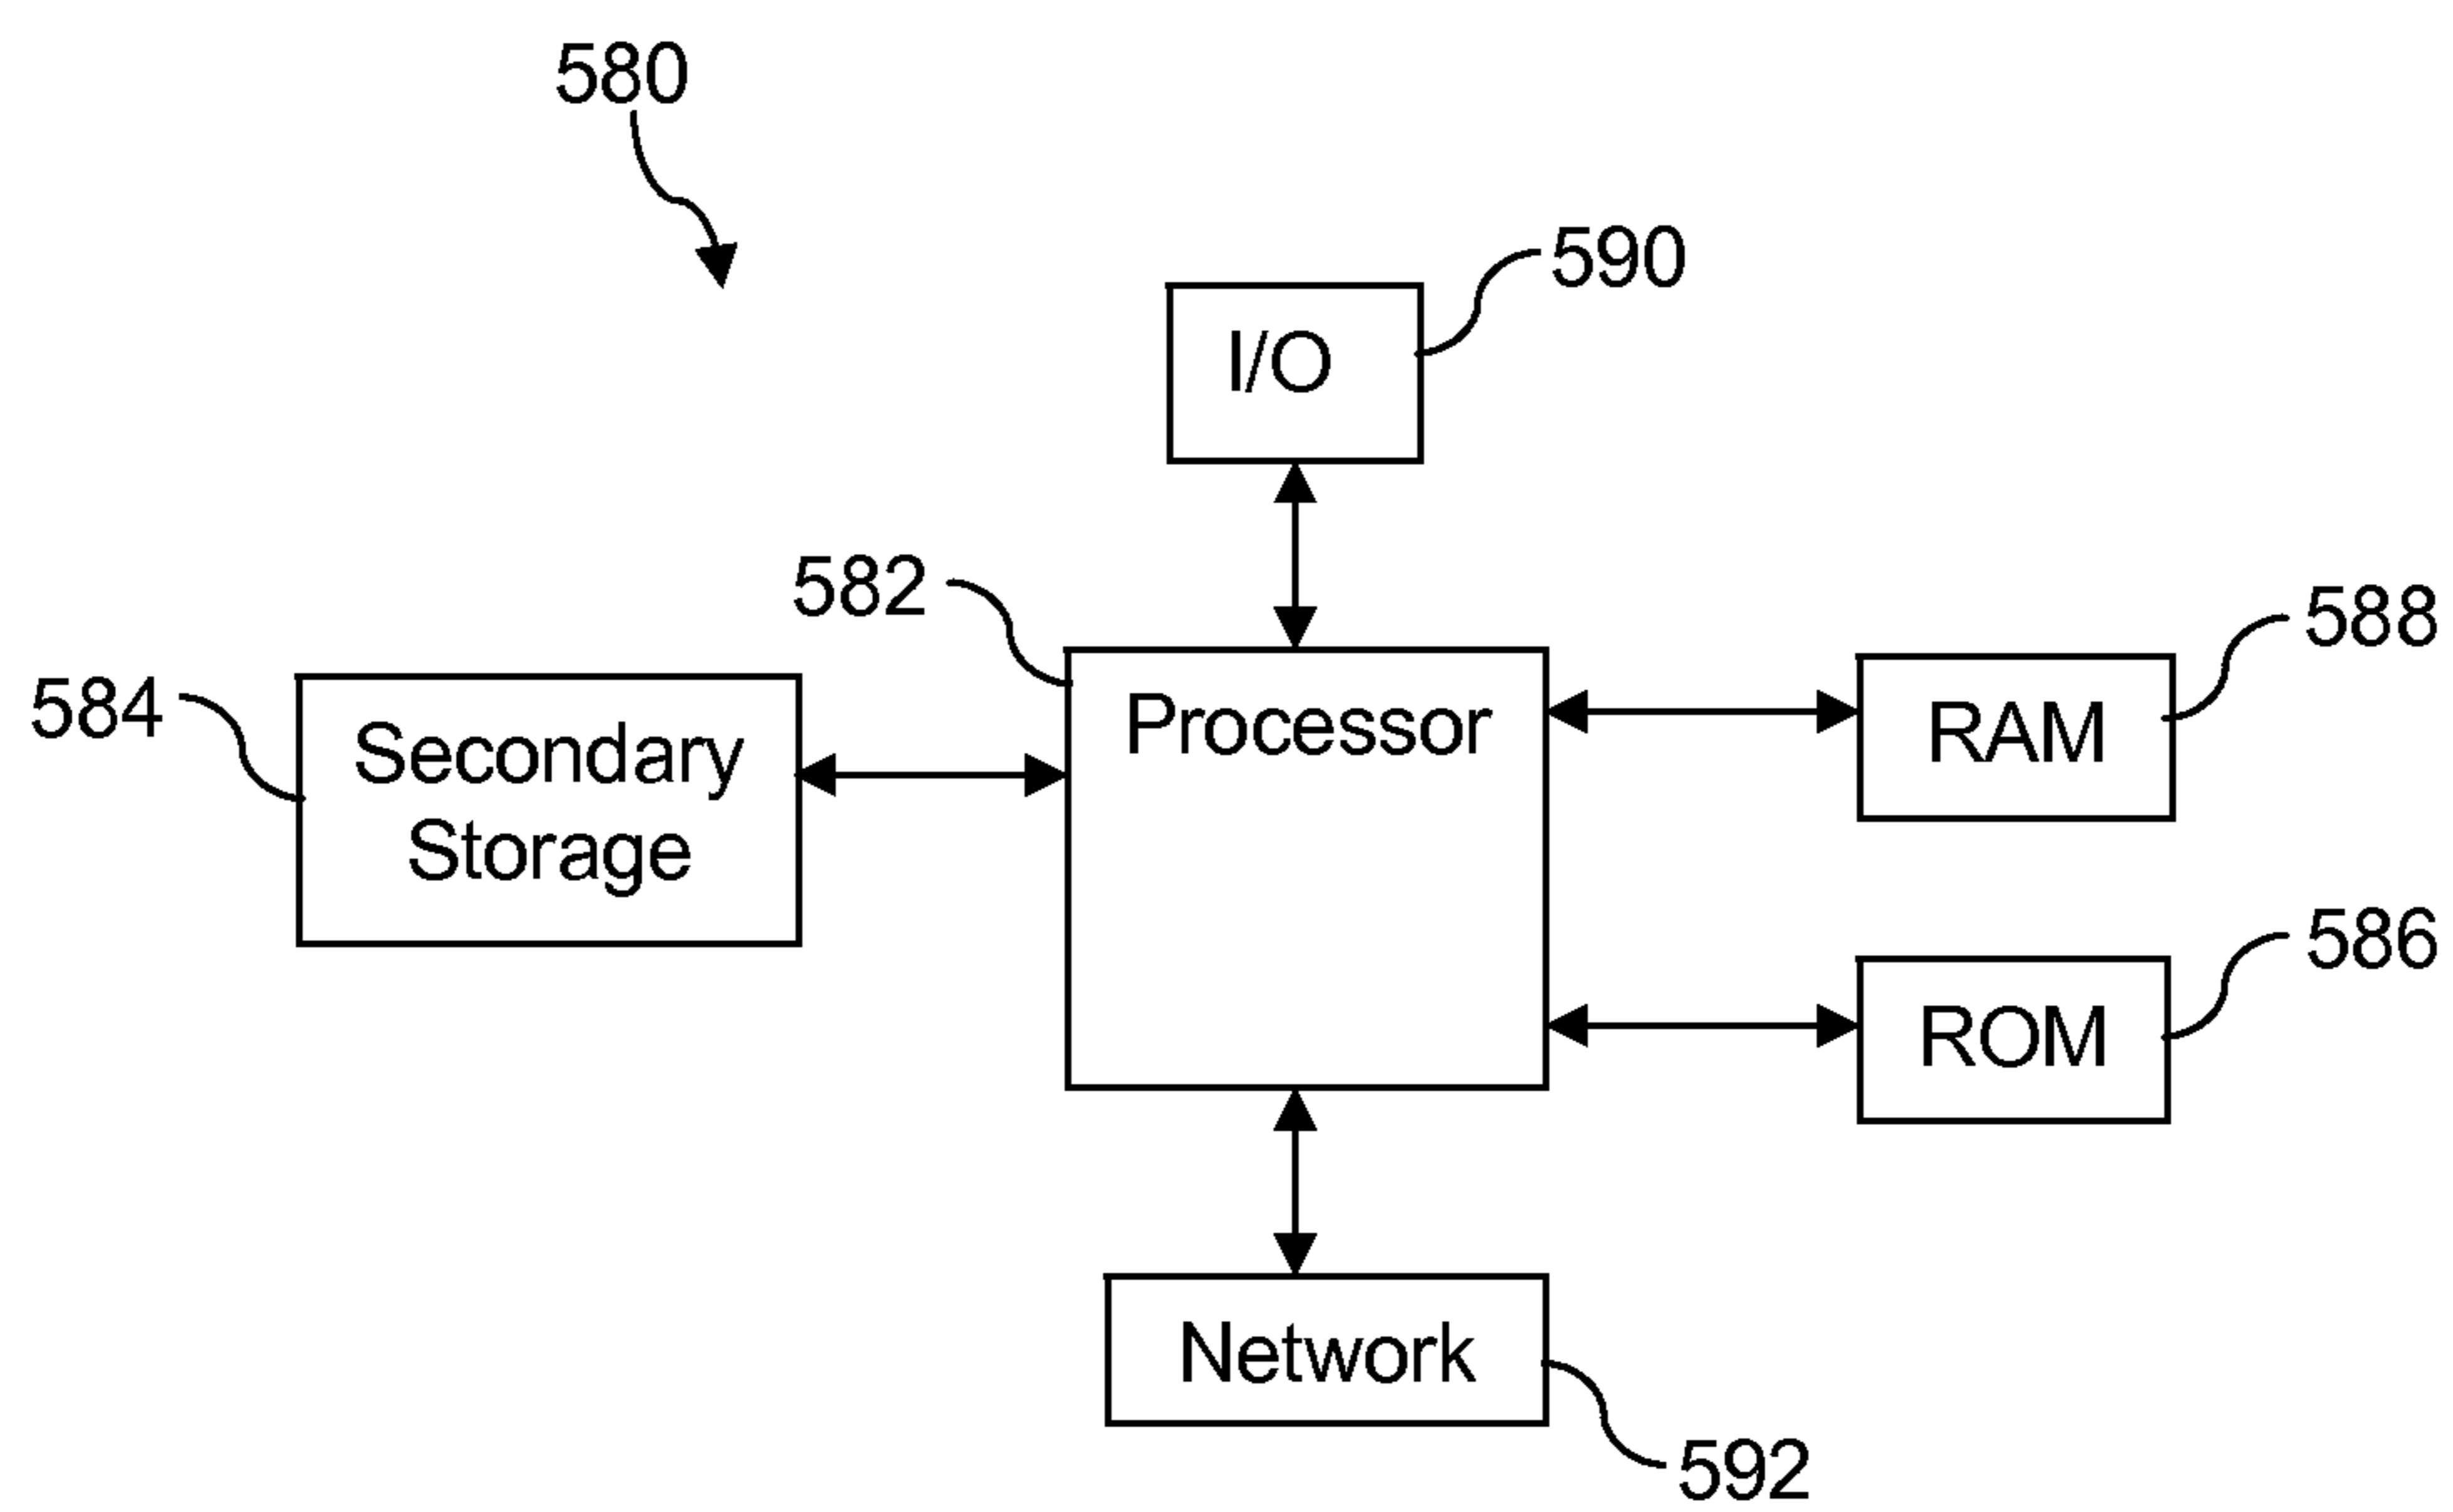 580
590
I/O
582
588
584
Processor
RAM
Secondary
Storage
586
ROM
Network
592